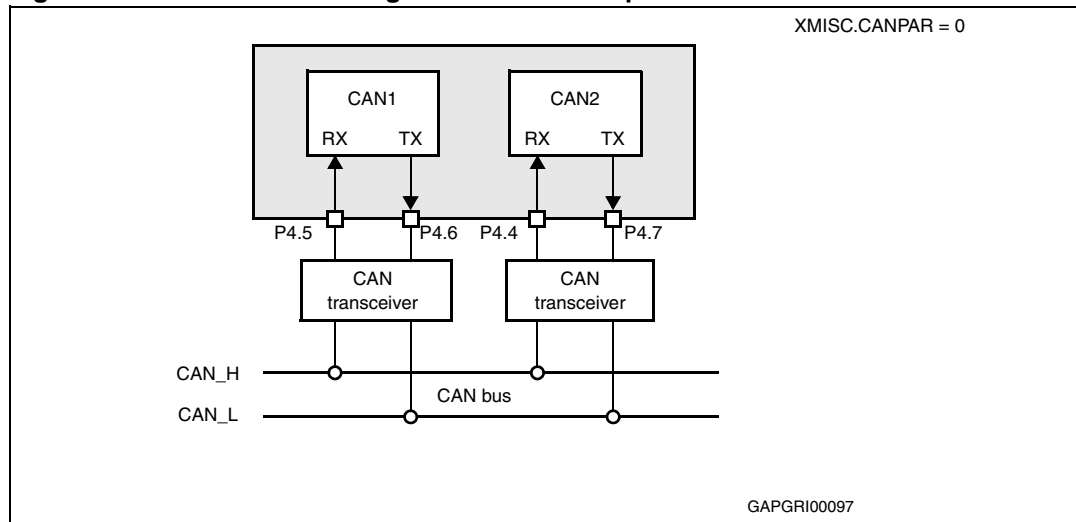 XMISC.CANPAR = 0
CAN1
CAN2
RX
TX
RX
TX
P4.5
P4.6
P4.4
P4.7
CAN
transceiver
CAN
transceiver
CAN_H
CAN bus
CAN_L
GAPGRI00097